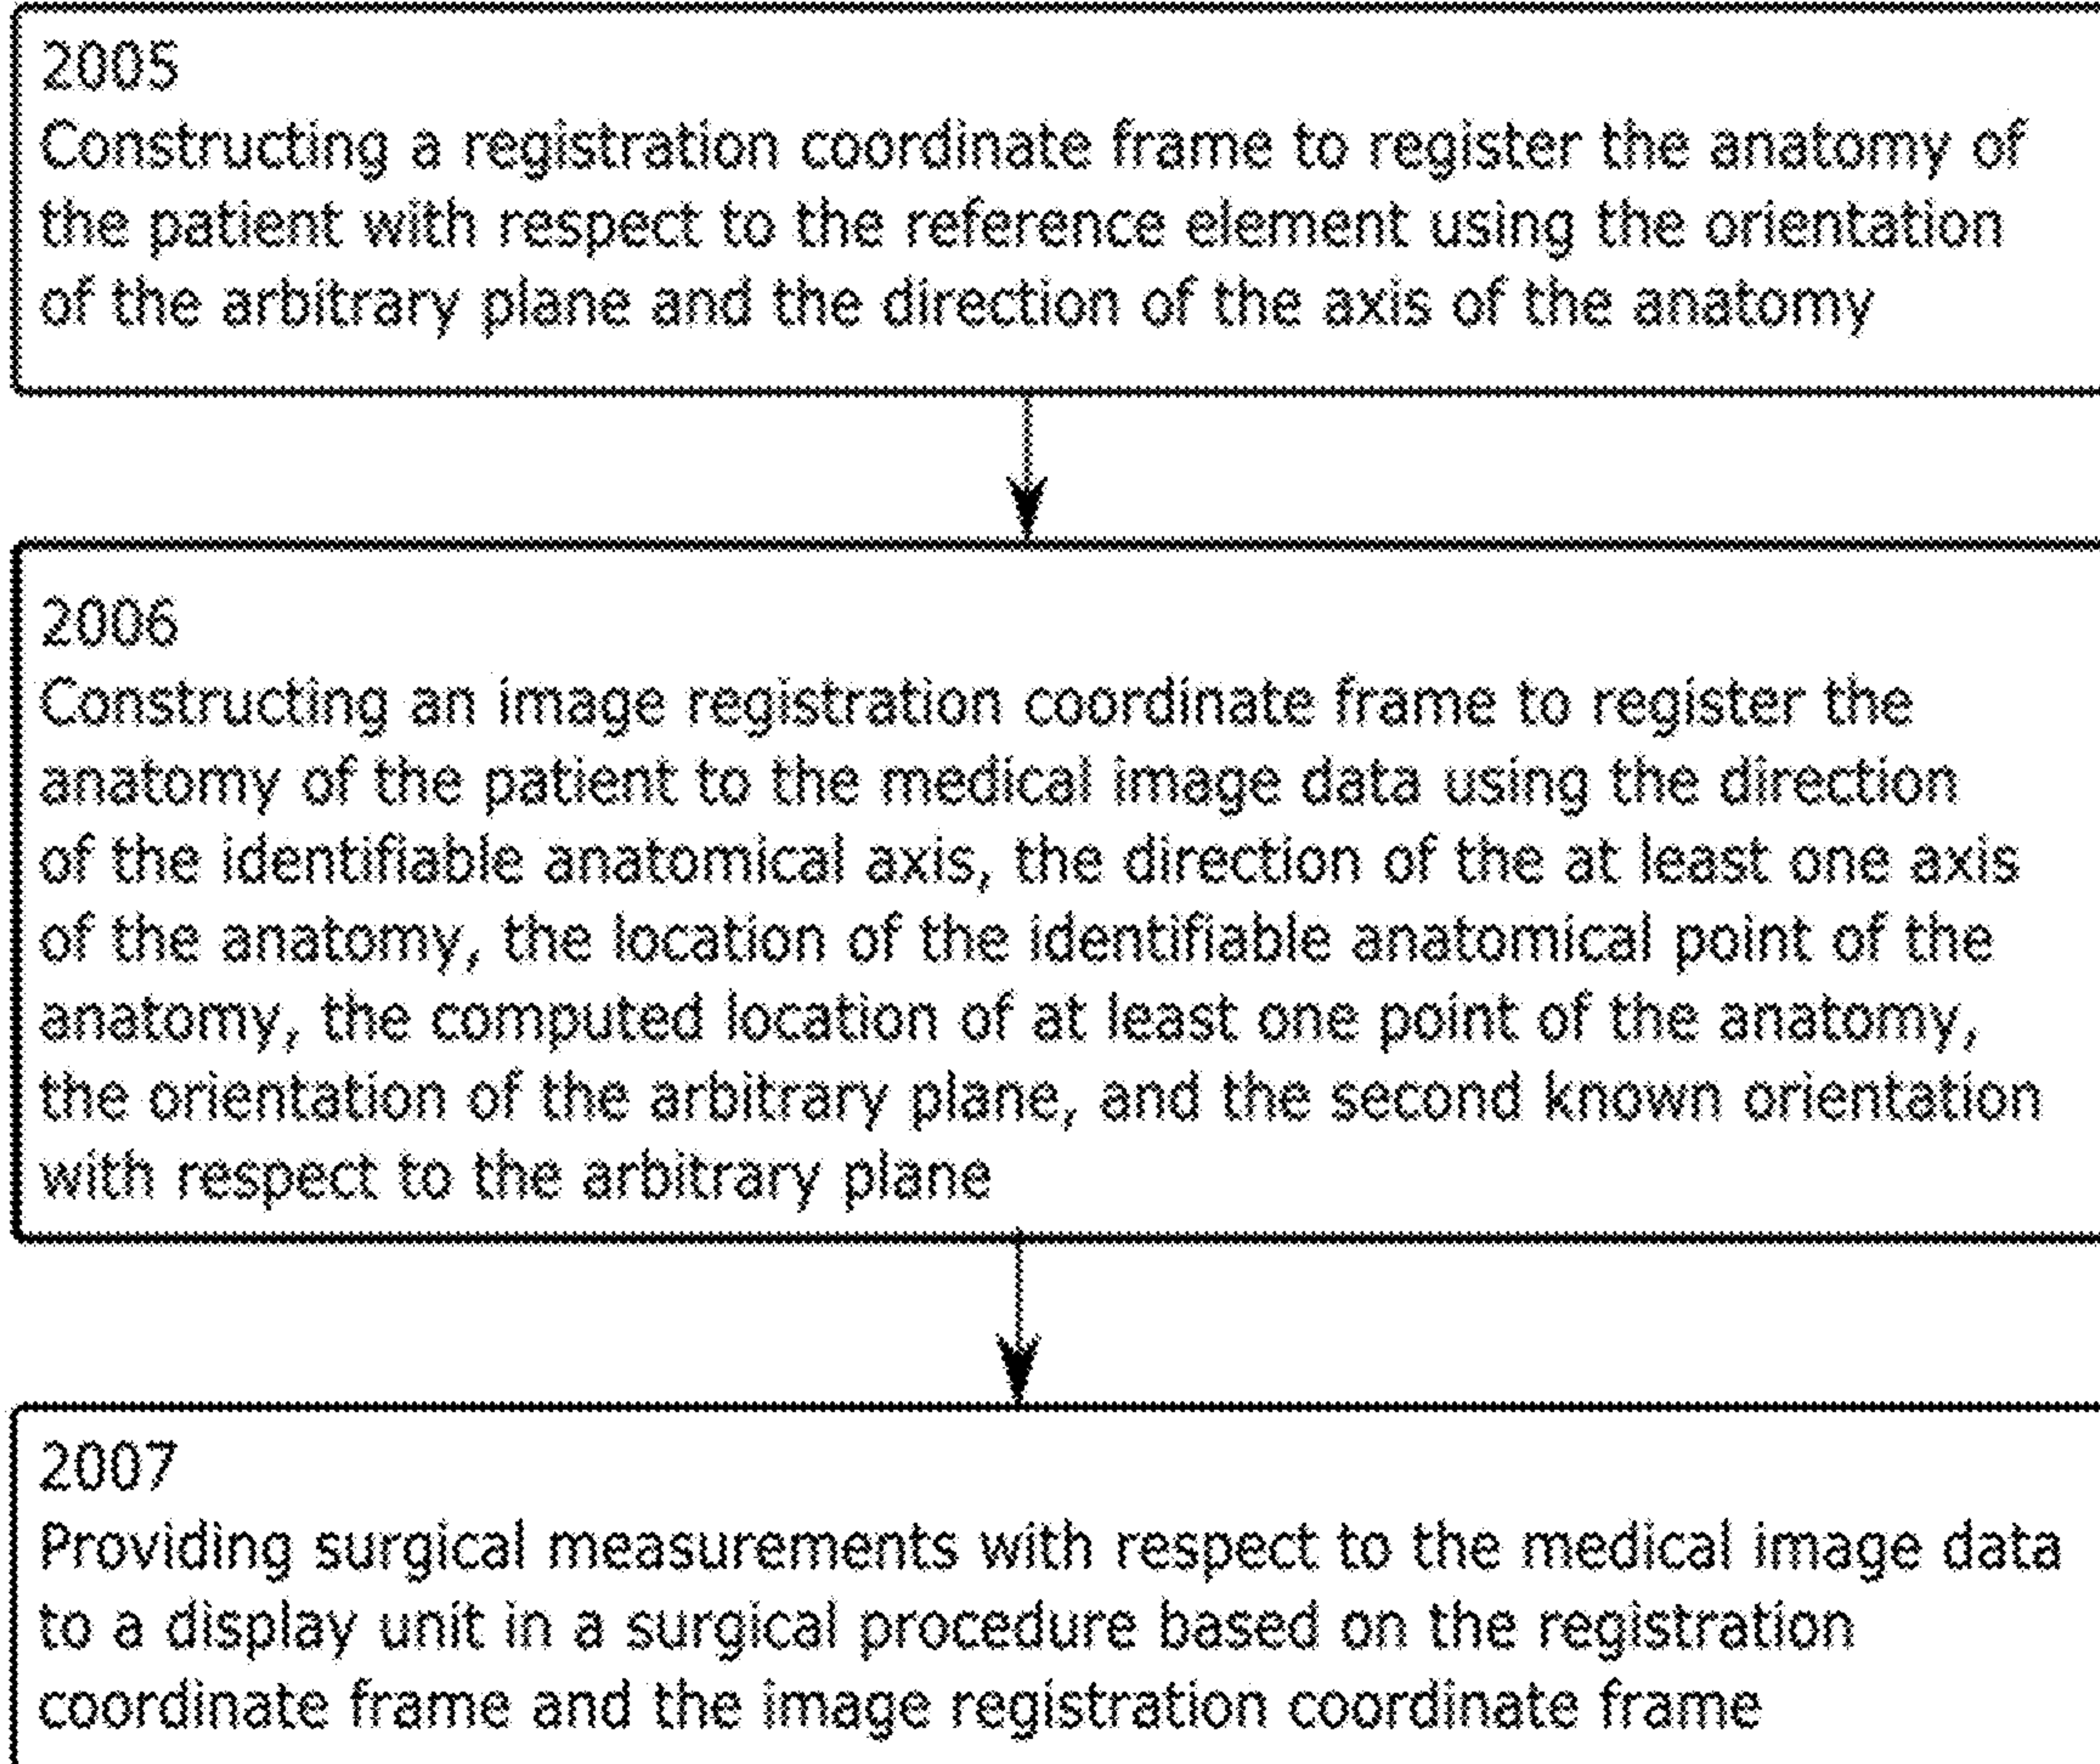 2005
Constructing a registration coordinate frame to register the anatomy of
the patient with respect to the reference element using the orientation
of the arbitrary plane and the direction of the axis of the anatomy
2006
Constructing an image registration coordinate frame to register the
anatomy of the patient to the medical image data using the direction
of the identifiable anatomical axis, the direction of the at least one axis
of the anatomy, the location of the identifiable anatomical point of the
anatomy, the computed location of at least one point of the anatomy,
the orientation of the arbitrary plane, and the second known orientation
with respect to the arbitrary plane
2007
Providing surgical measurements with respect to the medical image data
to a display unit in a surgical procedure based on the registration
coordinate frame and the image registration coordinate frame